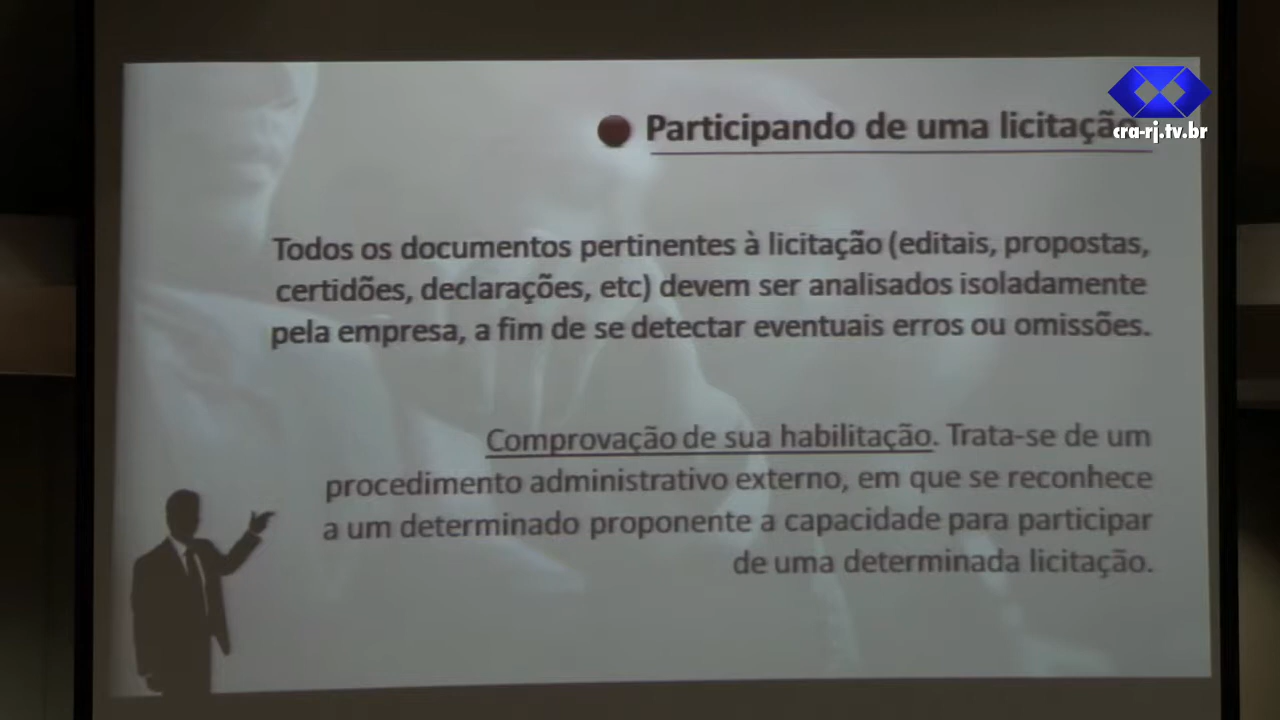 Participando de uma licitação
cra-rj.tv.br
Todos os documentos pertinentes à licitação (editais, propostas,
certidões, declarações, etc) devem ser analisados isoladamente
pela empresa, a fim de se detectar eventuais erros ou omissões.
Comprovação de sua habilitação. Trata-se de um
procedimento administrativo externo, em que se reconhece
a um determinado proponente a capacidade para participar
de uma determinada licitação.